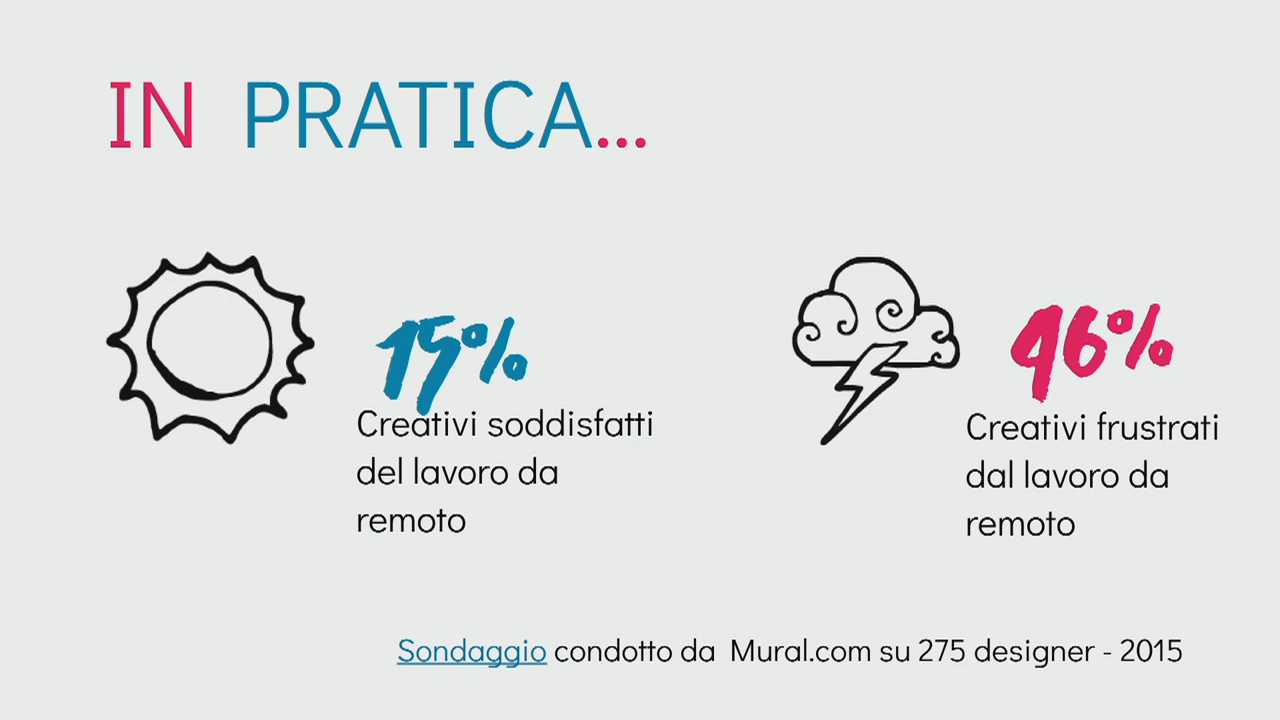 IN PRATICA...
15%
Creativi soddisfatti
del lavoro da
remoto
46%
Creativi frustrati
dal lavoro da
remoto
Sondaggio condotto da Mural.com su 275 designer - 2015